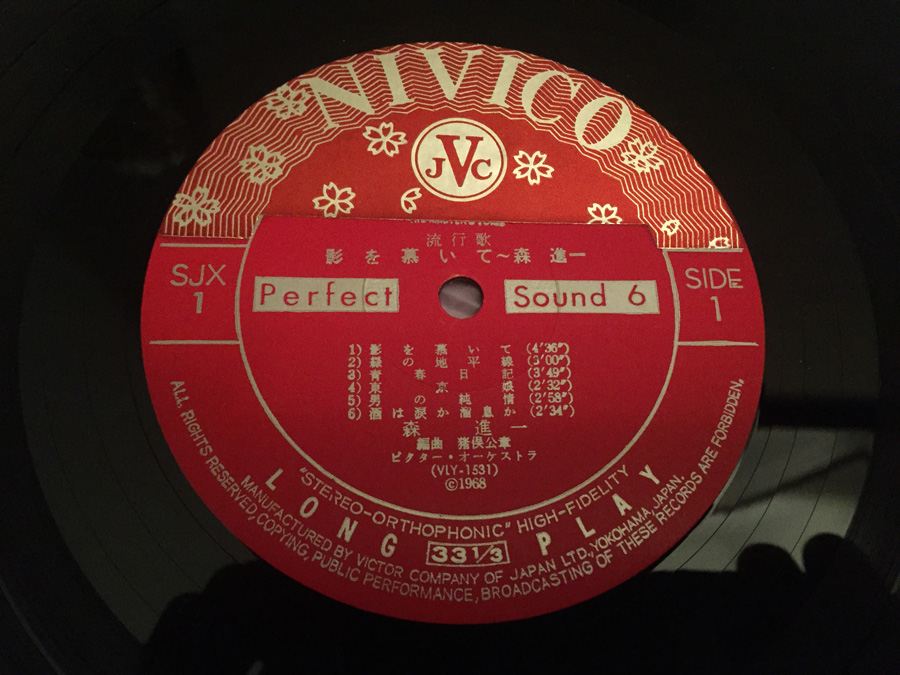 NIVICO
JVC
流行歌
影を慕いて〜森進一
SJX
1
Perfect Sound 6
SIDE
1
1) 影を慕いて (4'36")
2) 緑の地平線 (3'00")
3) 青春日記 (3'49")
4) 東京娘 (2'32")
5) 男の純情 (2'58")
6) 酒は涙か溜息か (2'34")
森進一
編曲 猪俣公章
ビクター・オーケストラ
(VLY-1531)
©1968
"STEREO-ORTHOPHONIC" HIGH-FIDELITY
LONG 33 1/3 PLAY
MANUFACTURED BY VICTOR COMPANY OF JAPAN LTD., YOKOHAMA, JAPAN.
ALL RIGHTS RESERVED, COPYING, PUBLIC PERFORMANCE, BROADCASTING OF THESE RECORDS ARE FORBIDDEN.